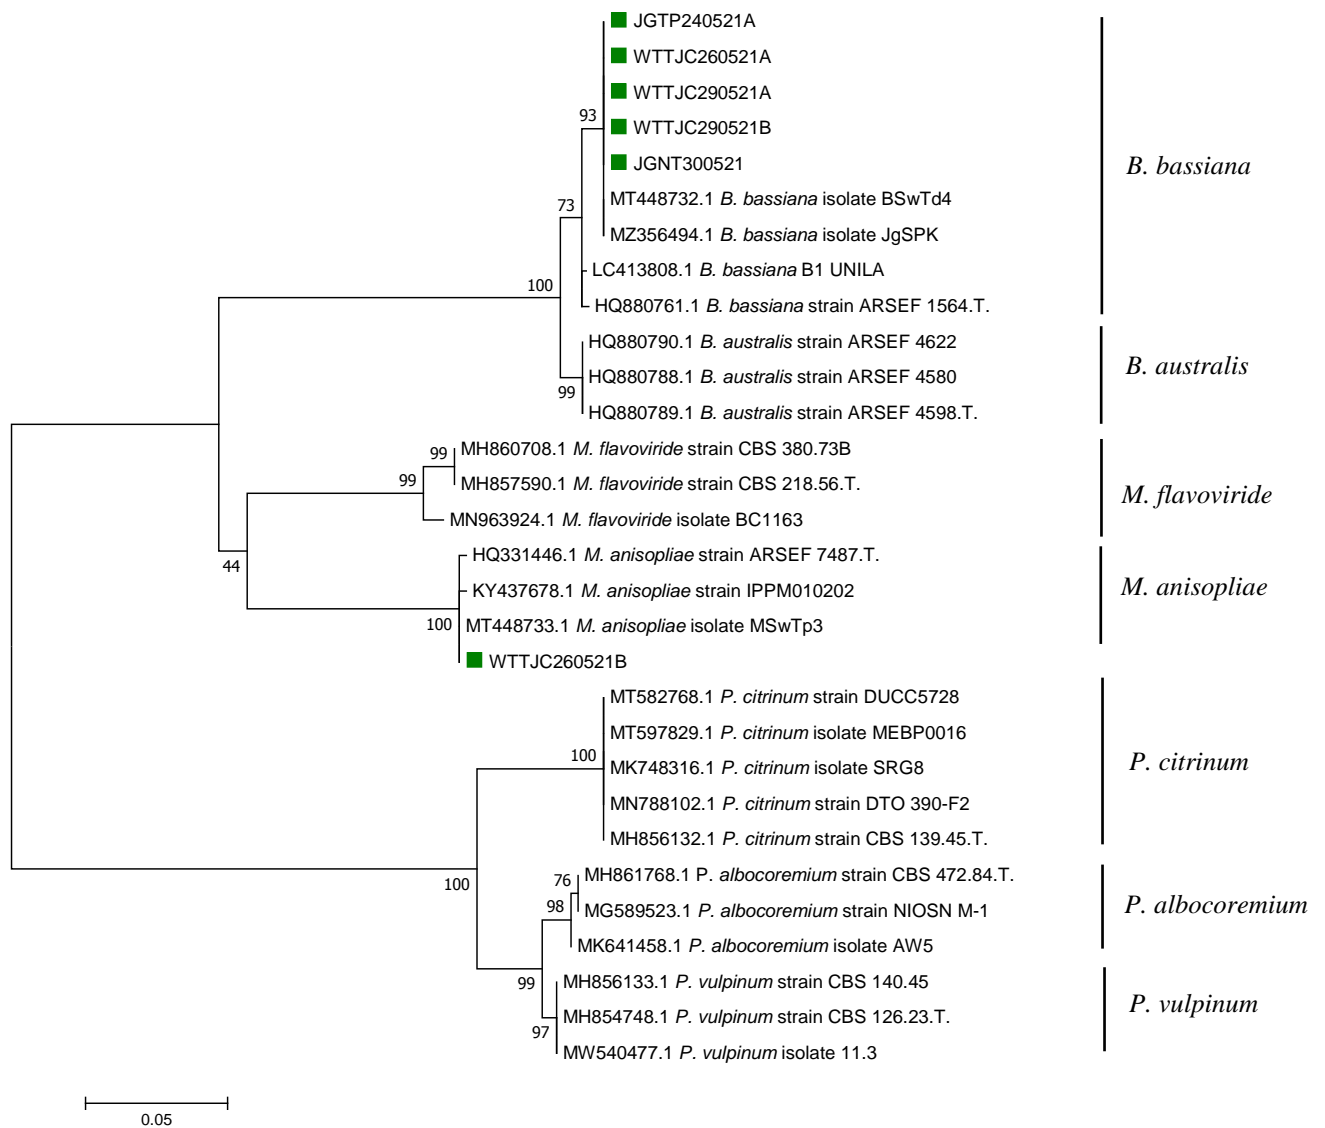 JGTP240521A
WTTJC260521A
WTTJC290521A
93
WTTJC290521B
JGNT300521
B. bassiana
MT448732.1 B. bassiana isolate BSwTd4
73
MZ356494.1 B. bassiana isolate JgSPK
LC413808.1 B. bassiana B1 UNILA
100
HQ880761.1 B. bassiana strain ARSEF 1564.T.
HQ880790.1 B. australis strain ARSEF 4622
B. australis
HQ880788.1 B. australis strain ARSEF 4580
99
HQ880789.1 B. australis strain ARSEF 4598.T.
MH860708.1 M. flavoviride strain CBS 380.73B
99
99
MH857590.1 M. flavoviride strain CBS 218.56.T.
M. flavoviride
MN963924.1 M. flavoviride isolate BC1163
HQ331446.1 M. anisopliae strain ARSEF 7487.T.
44
KY437678.1 M. anisopliae strain IPPM010202
M. anisopliae
MT448733.1 M. anisopliae isolate MSwTp3
100
WTTJC260521B
MT582768.1 P. citrinum strain DUCC5728
MT597829.1 P. citrinum isolate MEBP0016
100
MK748316.1 P. citrinum isolate SRG8
P. citrinum
MN788102.1 P. citrinum strain DTO 390-F2
MH856132.1 P. citrinum strain CBS 139.45.T.
MH861768.1 P. albocoremium strain CBS 472.84.T.
76
100
98
MG589523.1 P. albocoremium strain NIOSN M-1
P. albocoremium
MK641458.1 P. albocoremium isolate AW5
99
MH856133.1 P. vulpinum strain CBS 140.45
P. vulpinum
MH854748.1 P. vulpinum strain CBS 126.23.T.
97
MW540477.1 P. vulpinum isolate 11.3
0.05